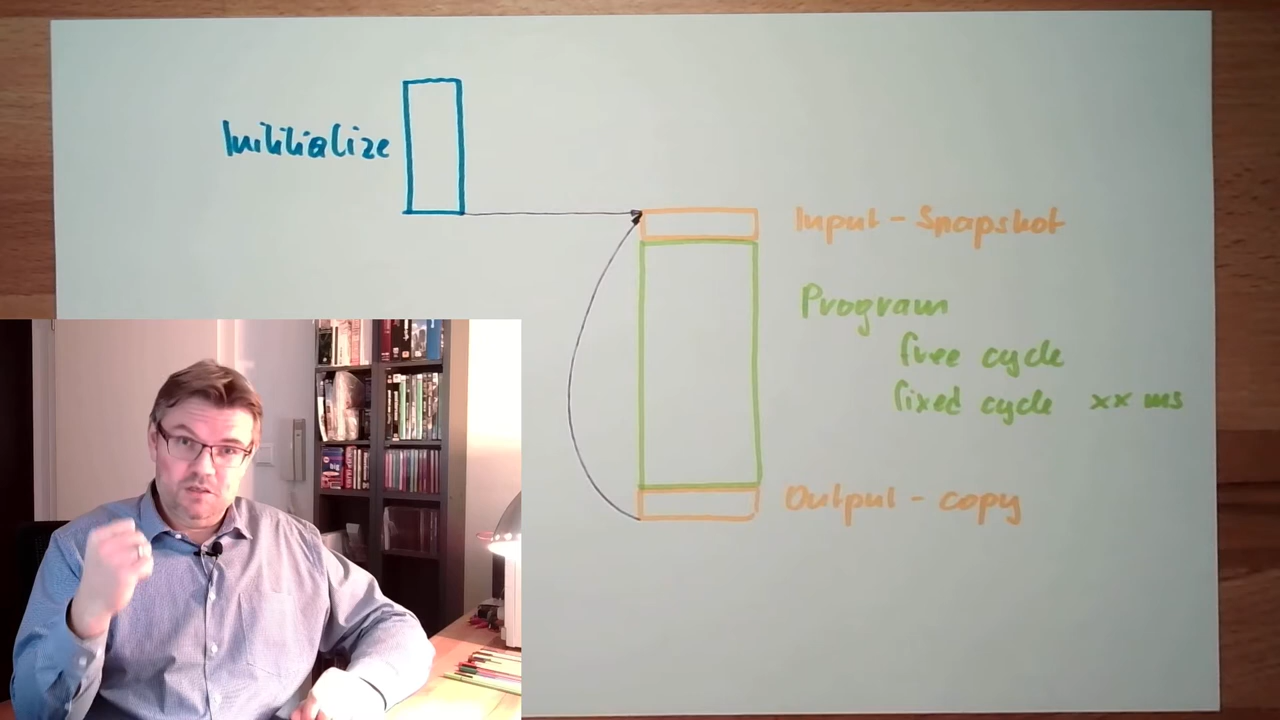 Initialize
Input - Snapshot
Program
free cycle
fixed cycle xx ms
Output - copy